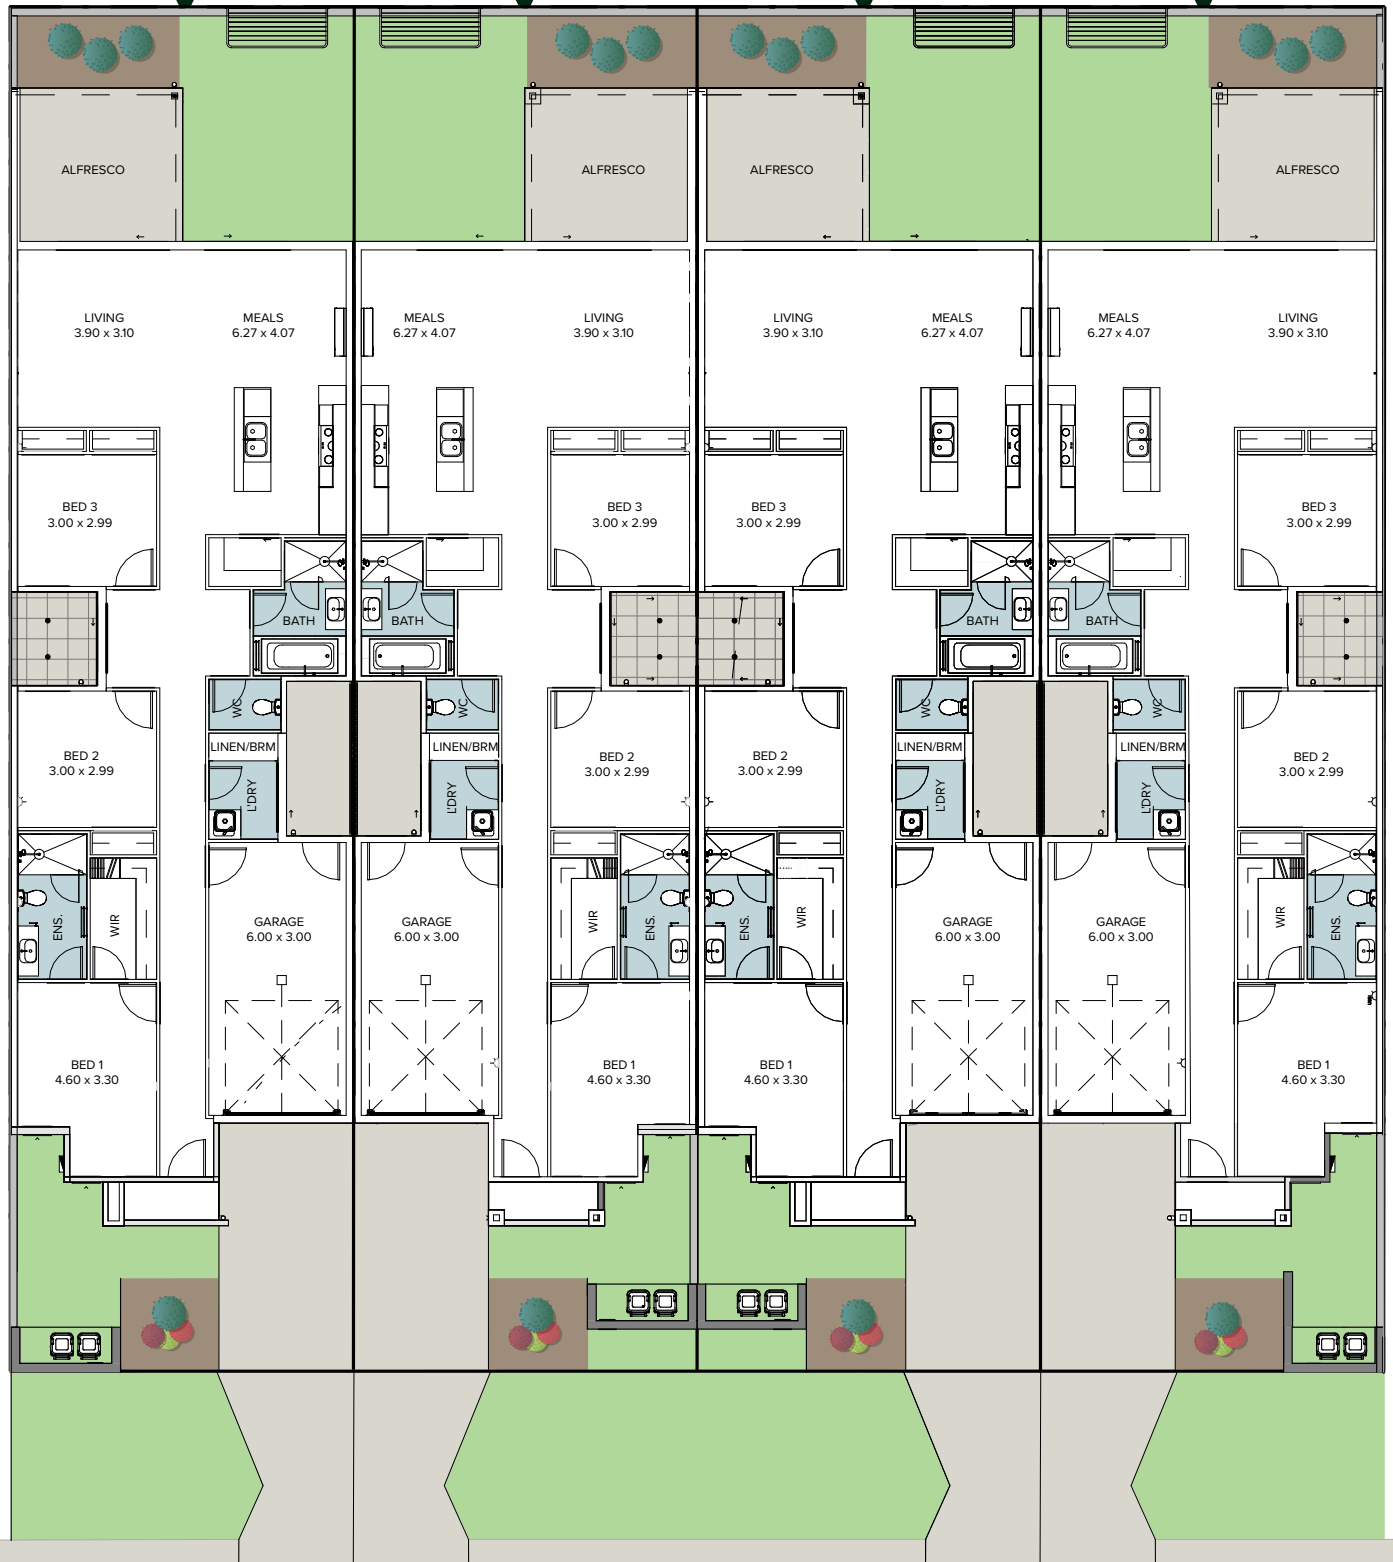 ALFRESCO
ALFRESCO
ALFRESCO
ALFRESCO
LIVING
3.90 x 3.10
MEALS
6.27 x 4.07
MEALS
6.27 x 4.07
LIVING
3.90 x 3.10
LIVING
3.90 x 3.10
MEALS
6.27 x 4.07
MEALS
6.27 x 4.07
LIVING
3.90 x 3.10
BED 3
3.00 x 2.99
BED 3
3.00 x 2.99
BED 3
3.00 x 2.99
BED 3
3.00 x 2.99
BATH
BATH
BATH
BATH
WC
WC
WC
WC
LINEN/BRM
LINEN/BRM
LINEN/BRM
LINEN/BRM
BED 2
3.00 x 2.99
BED 2
3.00 x 2.99
BED 2
3.00 x 2.99
BED 2
3.00 x 2.99
L'DRY
L'DRY
L'DRY
L'DRY
ENS.
WIR
GARAGE
6.00 x 3.00
GARAGE
6.00 x 3.00
WIR
ENS.
ENS.
WIR
GARAGE
6.00 x 3.00
GARAGE
6.00 x 3.00
WIR
ENS.
BED 1
4.60 x 3.30
BED 1
4.60 x 3.30
BED 1
4.60 x 3.30
BED 1
4.60 x 3.30